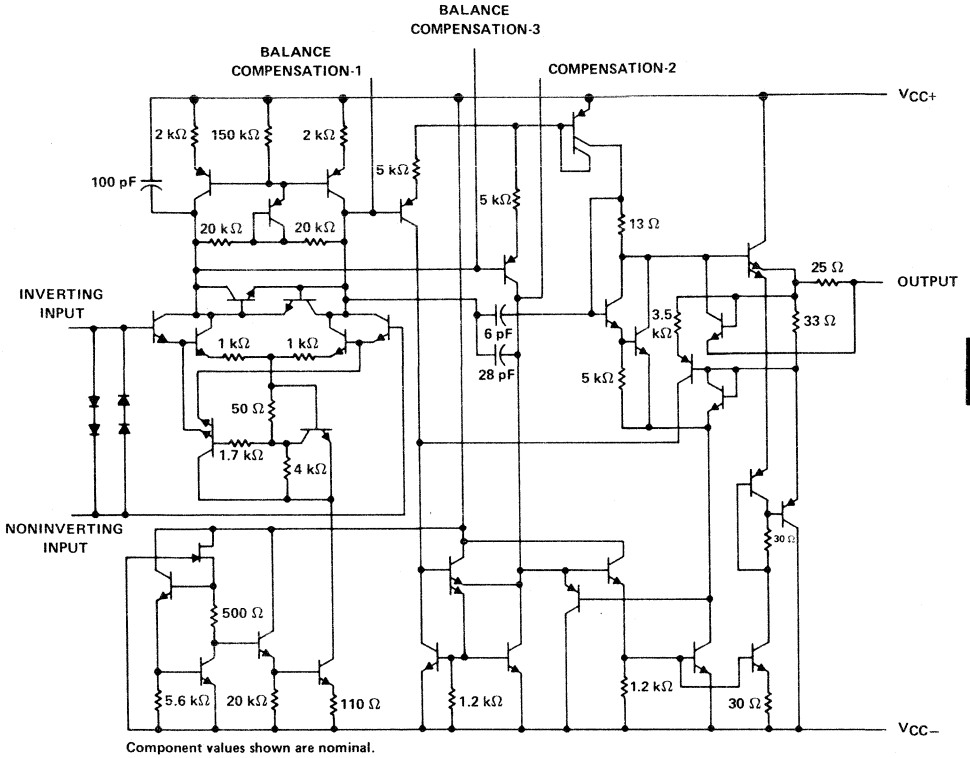 BALANCE
COMPENSATION-3
BALANCE
COMPENSATION-1
COMPENSATION-2
VCC+
2 kΩ
150 kΩ
2 kΩ
5 kΩ
100 pF
5 kΩ
20 kΩ
20 kΩ
13 Ω
25 Ω
OUTPUT
INVERTING
INPUT
6 pF
3.5
kΩ
33 Ω
1 kΩ
1 kΩ
28 pF
5 kΩ
50 Ω
1.7 kΩ
4 kΩ
NONINVERTING
INPUT
30 Ω
500 Ω
5.6 kΩ
20 kΩ
110 Ω
1.2 kΩ
1.2 kΩ
30 Ω
VCC−
Component values shown are nominal.